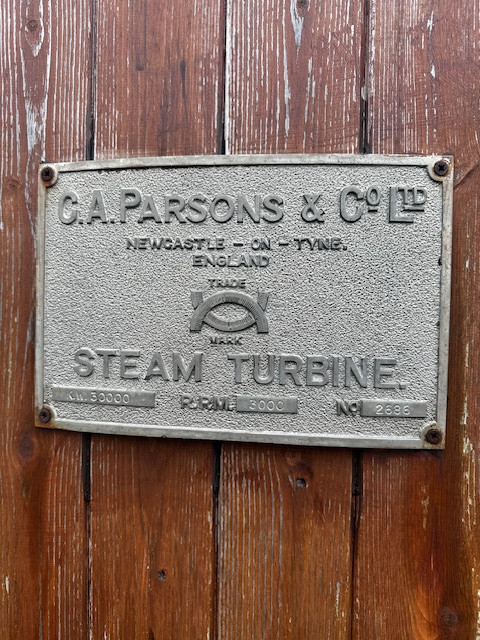 C.A.PARSONS & Cº LTD
NEWCASTLE - ON - TYNE.
ENGLAND
TRADE
MARK
STEAM TURBINE.
K.W. 30000 R.P.M. 3000 Nº 2686